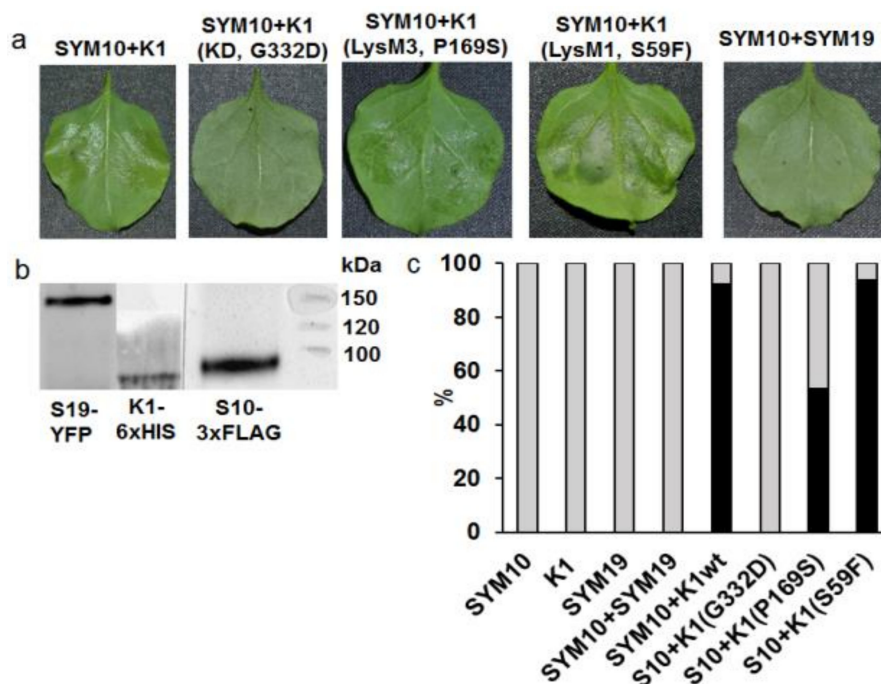 a
SYM10+K1
SYM10+K1
(KD, G332D)
SYM10+K1
(LysM3, P169S)
SYM10+K1
(LysM1, S59F)
SYM10+SYM19
b
kDa
150
120
100
S19-
YFP
K1-
6xHIS
S10-
3xFLAG
c
100
80
60
40
20
0
%
SYM10
K1
SYM19
SYM10+SYM19
SYM10+K1wt
S10+K1(G332D)
S10+K1(P169S)
S10+K1(S59F)